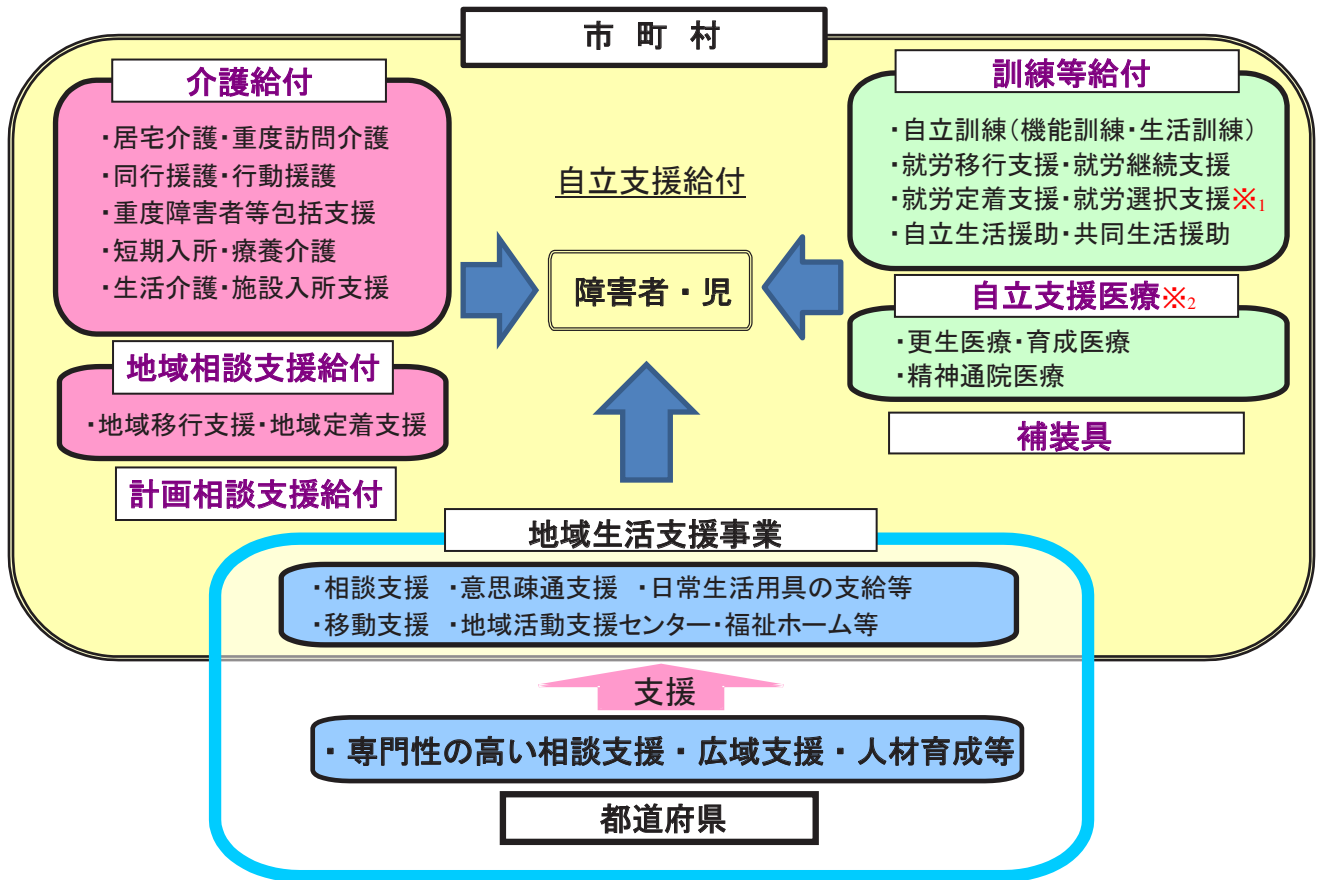 市 町 村
介護給付
・居宅介護・重度訪問介護
・同行援護・行動援護
・重度障害者等包括支援
・短期入所・療養介護
・生活介護・施設入所支援
地域相談支援給付
・地域移行支援・地域定着支援
計画相談支援給付
自立支援給付
障害者・児
訓練等給付
・自立訓練(機能訓練・生活訓練)
・就労移行支援・就労継続支援
・就労定着支援・就労選択支援※1
・自立生活援助・共同生活援助
自立支援医療※2
・更生医療・育成医療
・精神通院医療
補装具
地域生活支援事業
・相談支援 ・意思疎通支援 ・日常生活用具の支給等
・移動支援 ・地域活動支援センター・福祉ホーム等
支援
・専門性の高い相談支援・広域支援・人材育成等
都道府県